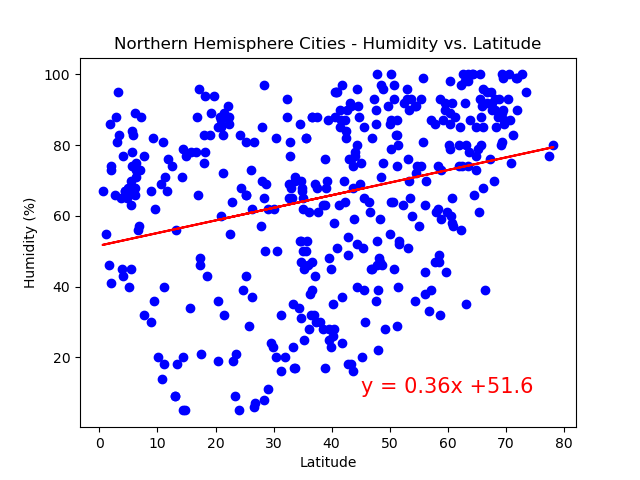 Northern Hemisphere Cities - Humidity vs. Latitude
100
80
60
40
20
Humidity (%)
y = 0.36x +51.6
0 10 20 30 40 50 60 70 80
Latitude